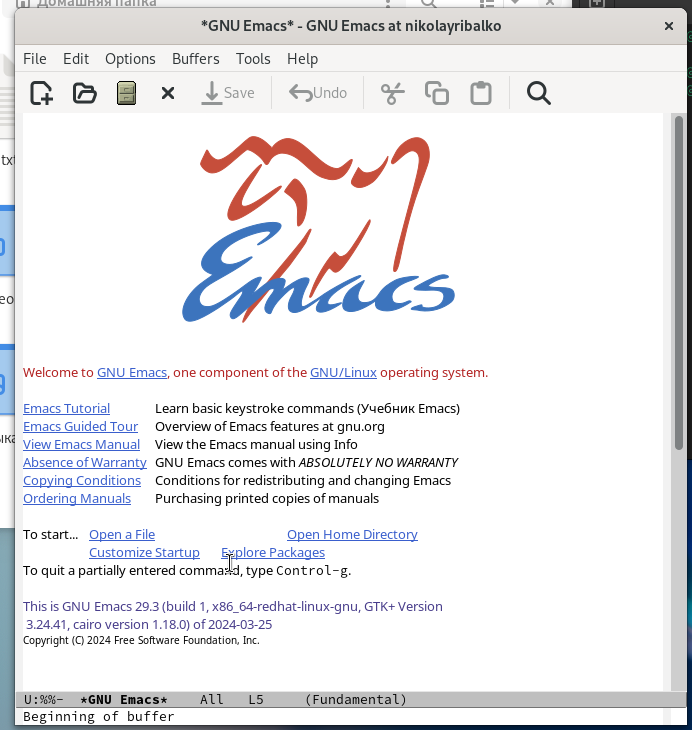 Домашняя папка
*GNU Emacs* - GNU Emacs at nikolayribalko
File Edit Options Buffers Tools Help
Save Undo
Emacs
Welcome to GNU Emacs, one component of the GNU/Linux operating system.
Emacs Tutorial Learn basic keystroke commands (Учебник Emacs)
Emacs Guided Tour Overview of Emacs features at gnu.org
View Emacs Manual View the Emacs manual using Info
Absence of Warranty GNU Emacs comes with ABSOLUTELY NO WARRANTY
Copying Conditions Conditions for redistributing and changing Emacs
Ordering Manuals Purchasing printed copies of manuals
To start... Open a File Open Home Directory
Customize Startup Explore Packages
To quit a partially entered command, type Control-g.
This is GNU Emacs 29.3 (build 1, x86_64-redhat-linux-gnu, GTK+ Version
3.24.41, cairo version 1.18.0) of 2024-03-25
Copyright (C) 2024 Free Software Foundation, Inc.
U:%%- *GNU Emacs* All L5 (Fundamental)
Beginning of buffer